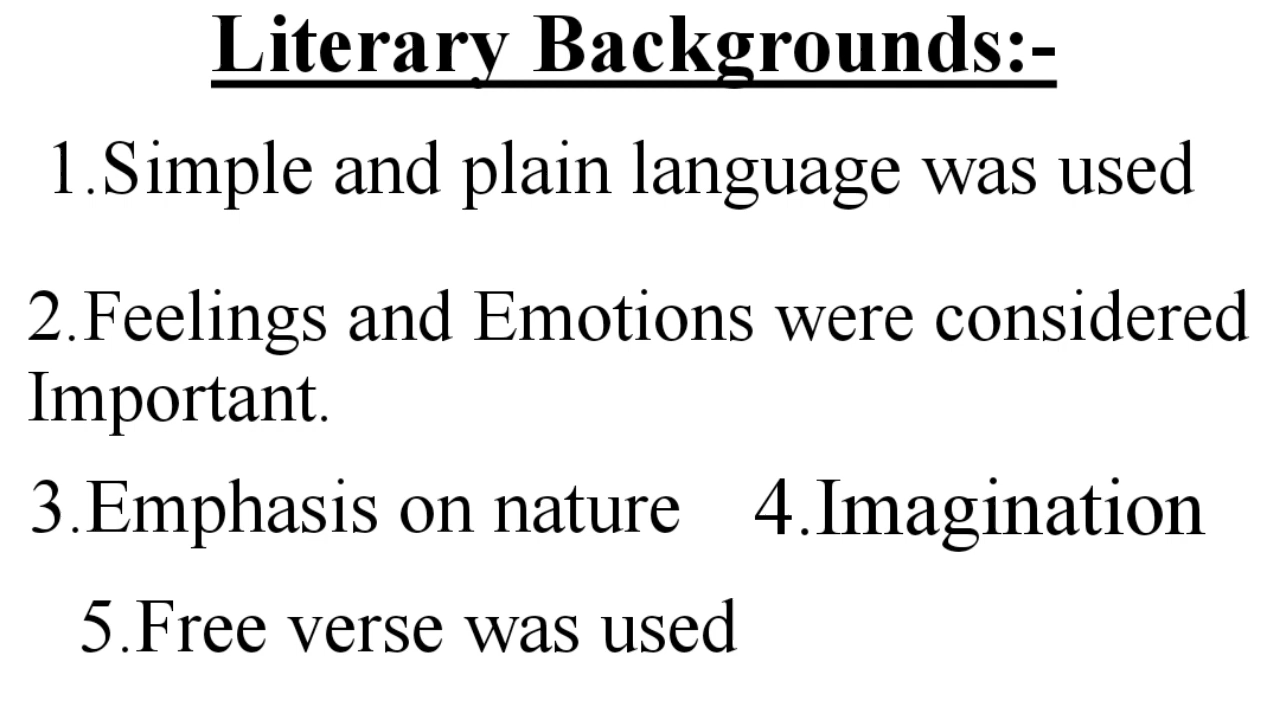 Literary Backgrounds:-
1.Simple and plain language was used
2.Feelings and Emotions were considered
Important.
3.Emphasis on nature 4.Imagination
5.Free verse was used